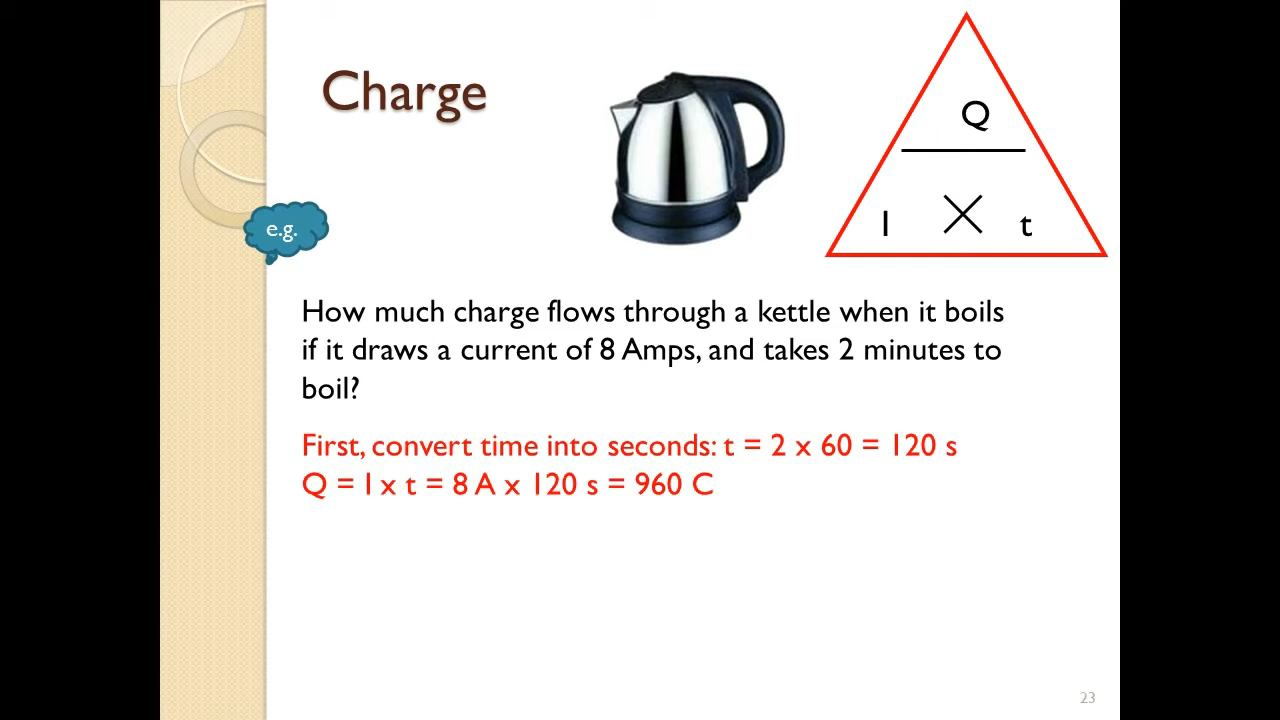 Charge
Q
I
t
e.g.
How much charge flows through a kettle when it boils
if it draws a current of 8 Amps, and takes 2 minutes to
boil?
First, convert time into seconds: t = 2 x 60 = 120 s
Q = I x t = 8 A x 120 s = 960 C
23